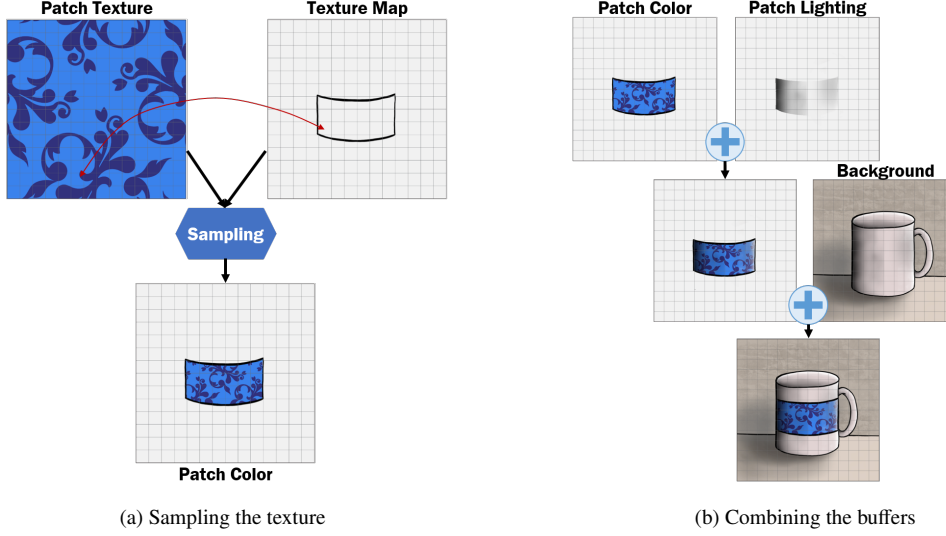 Patch Texture
Texture Map
Sampling
Patch Color
(a) Sampling the texture
Patch Color
Patch Lighting
Background
(b) Combining the buffers